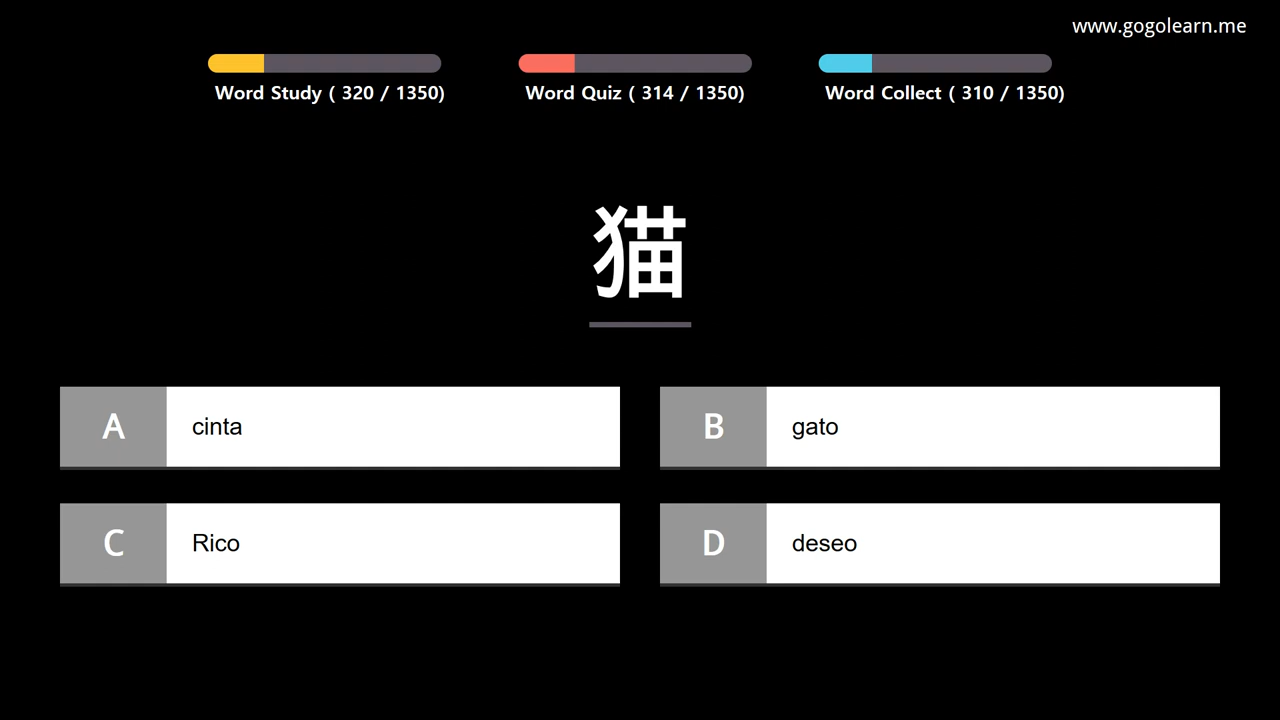 www.gogolearn.me
Word Study ( 320 / 1350)
Word Quiz ( 314 / 1350)
Word Collect ( 310 / 1350)
猫
A cinta
B gato
C Rico
D deseo